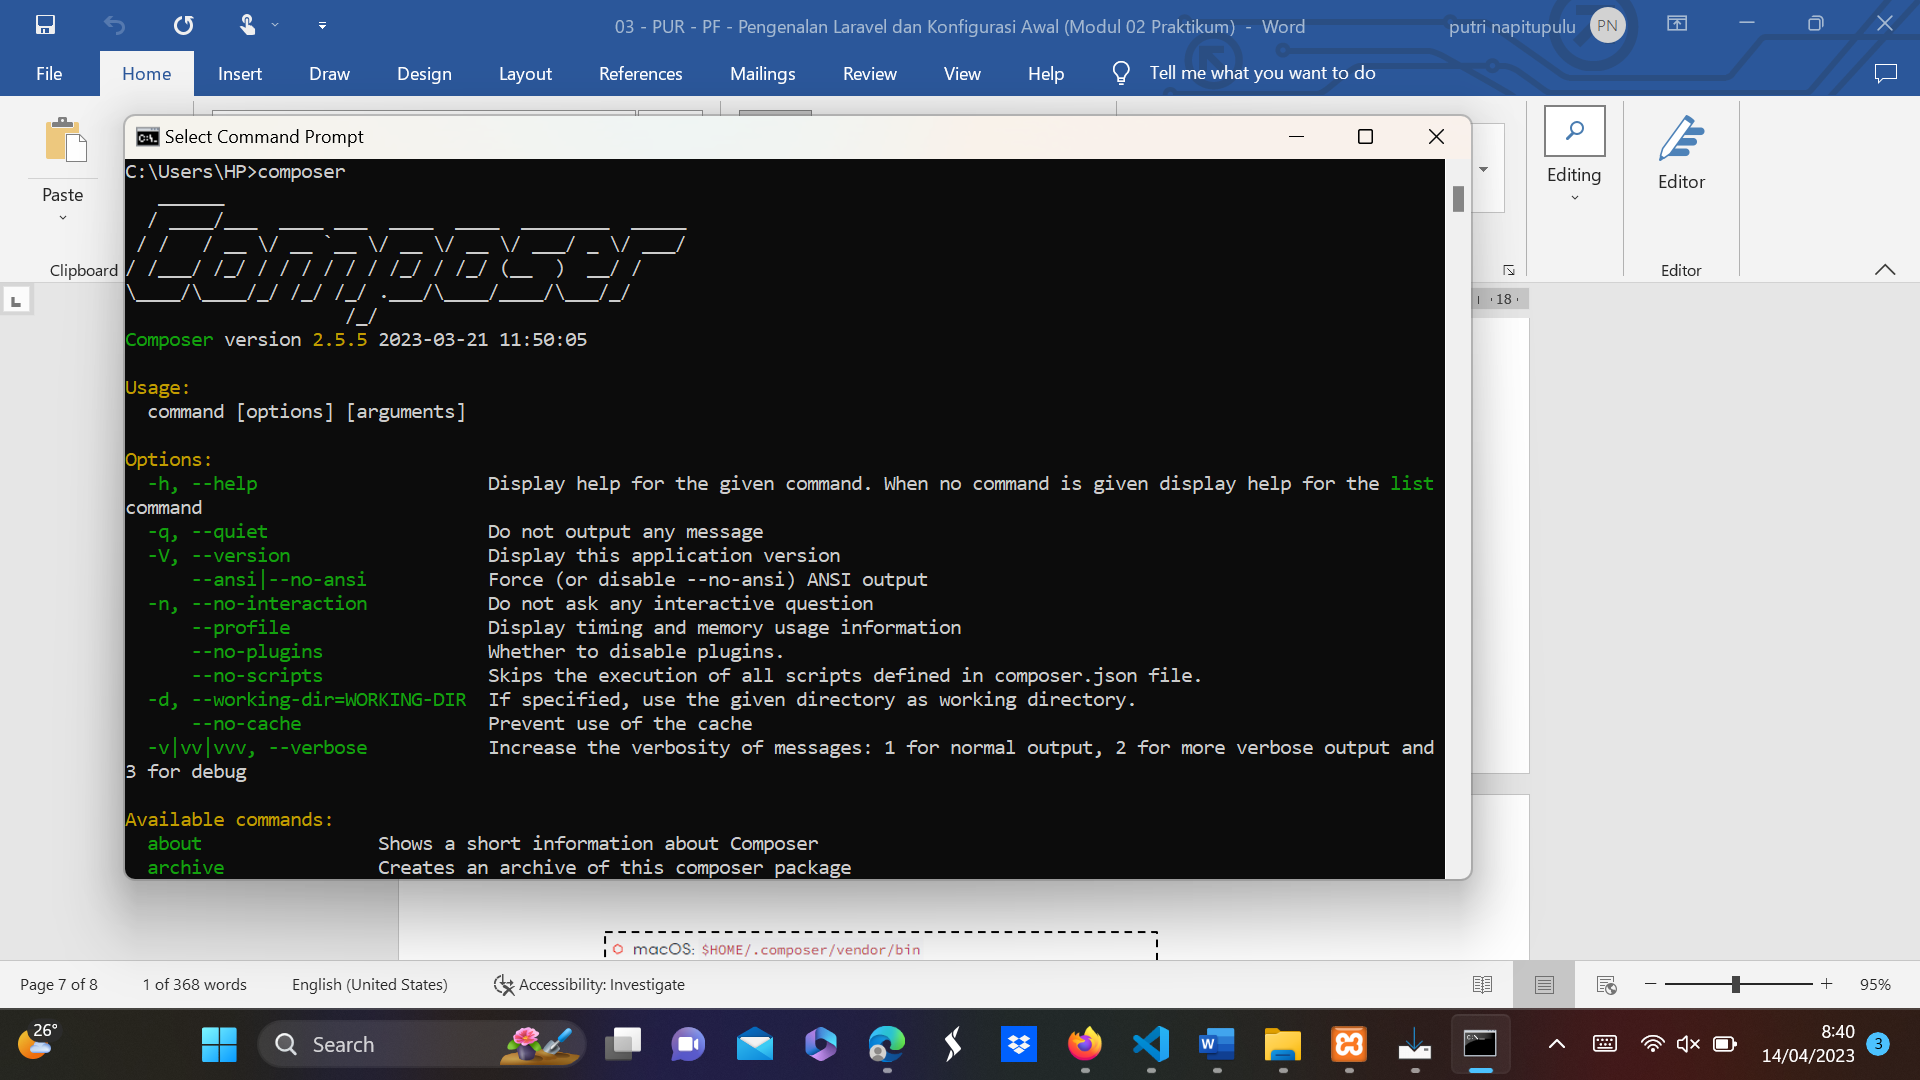 03 - PUR - PF - Pengenalan Laravel dan Konfigurasi Awal (Modul 02 Praktikum) - Word
putri napitupulu PN
File Home Insert Draw Design Layout References Mailings Review View Help Tell me what you want to do
Select Command Prompt
Paste
Clipboard
Editing
Editor
Editor
18
C:\Users\HP>composer
Composer
Composer version 2.5.5 2023-03-21 11:50:05
Usage:
command [options] [arguments]
Options:
-h, --help Display help for the given command. When no command is given display help for the list
command
-q, --quiet Do not output any message
-V, --version Display this application version
--ansi|--no-ansi Force (or disable --no-ansi) ANSI output
-n, --no-interaction Do not ask any interactive question
--profile Display timing and memory usage information
--no-plugins Whether to disable plugins.
--no-scripts Skips the execution of all scripts defined in composer.json file.
-d, --working-dir=WORKING-DIR If specified, use the given directory as working directory.
--no-cache Prevent use of the cache
-v|vv|vvv, --verbose Increase the verbosity of messages: 1 for normal output, 2 for more verbose output and
3 for debug
Available commands:
about Shows a short information about Composer
archive Creates an archive of this composer package
macOS: $HOME/.composer/vendor/bin
Page 7 of 8 1 of 368 words English (United States) Accessibility: Investigate 95%
26° Search 8:40
14/04/2023 3